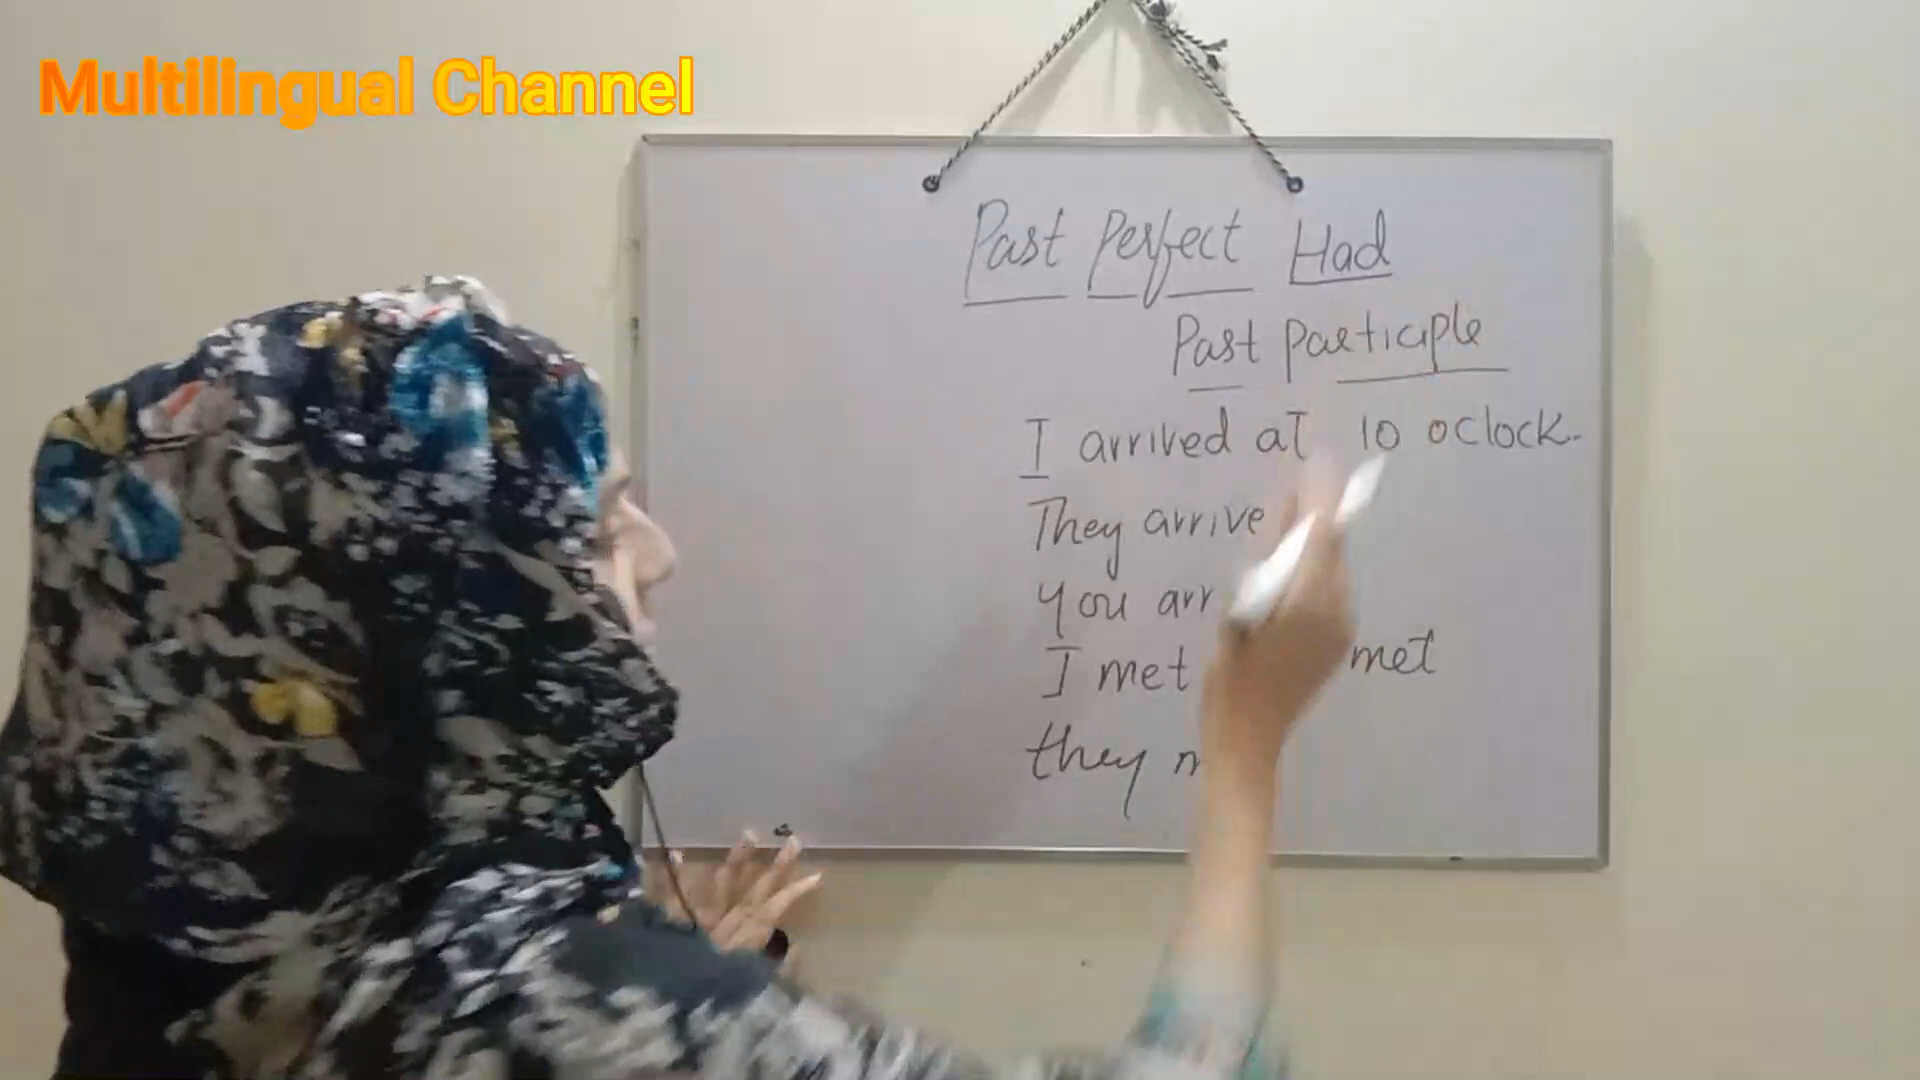 Multilingual Channel
Past Perfect Had
Past Participle
I arrived at 10 oclock.
They arrive
You arr
I met met
they